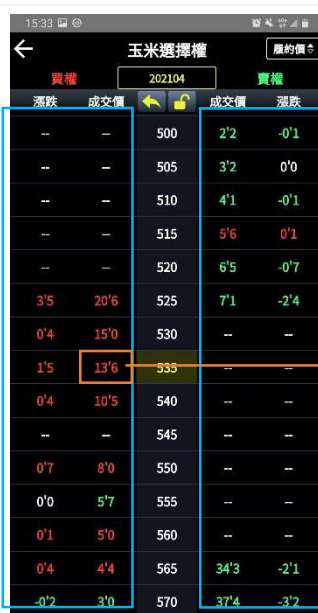 15:33
玉米選擇權 履約價
買權 202104 賣權
漲跌 成交價 成交價 漲跌
-- -- 500 2'2 -0'1
-- -- 505 3'2 0'0
-- -- 510 4'1 -0'1
-- -- 515 5'6 0'1
-- -- 520 6'5 -0'7
3'5 20'6 525 7'1 -2'4
0'4 15'0 530 -- --
1'5 13'6 535 -- --
0'4 10'5 540 -- --
-- -- 545 -- --
0'7 8'0 550 -- --
0'0 5'7 555 -- --
0'1 5'0 560 -- --
0'4 4'4 565 34'3 -2'1
-0'2 3'0 570 37'4 -3'2